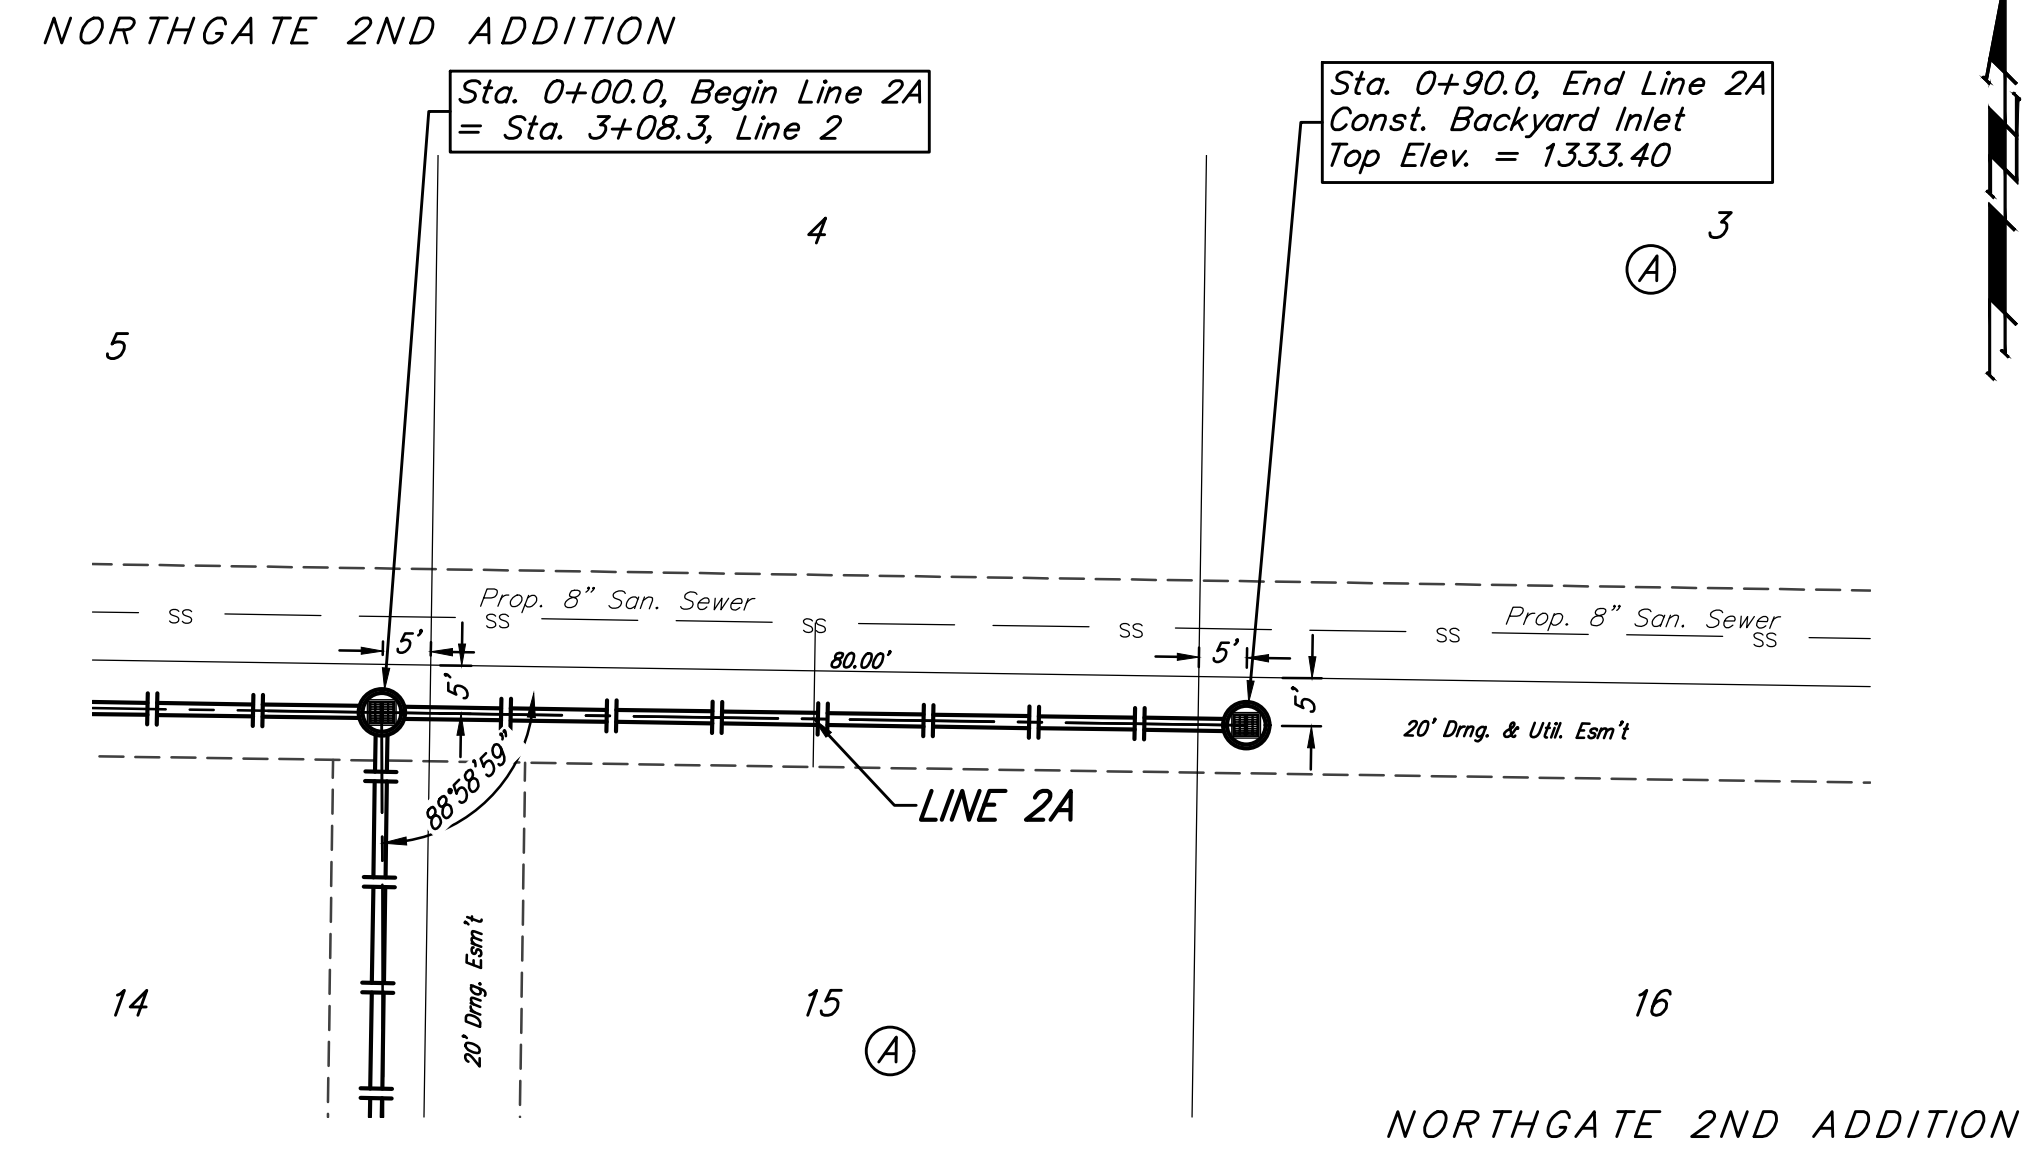 NORTHGATE 2ND ADDITION
Sta. 0+00.0, Begin Line 2A
= Sta. 3+08.3, Line 2
Sta. 0+90.0, End Line 2A
Const. Backyard Inlet
Top Elev. = 1333.40
4
3
A
5
Prop. 8" San. Sewer
Prop. 8" San. Sewer
SS
SS
SS
SS
SS
SS
5'
5'
80.00'
5'
5'
20' Drng. & Util. Esm't
88°58'59"
LINE 2A
20' Drng. Esm't
14
15
16
A
NORTHGATE 2ND ADDITION